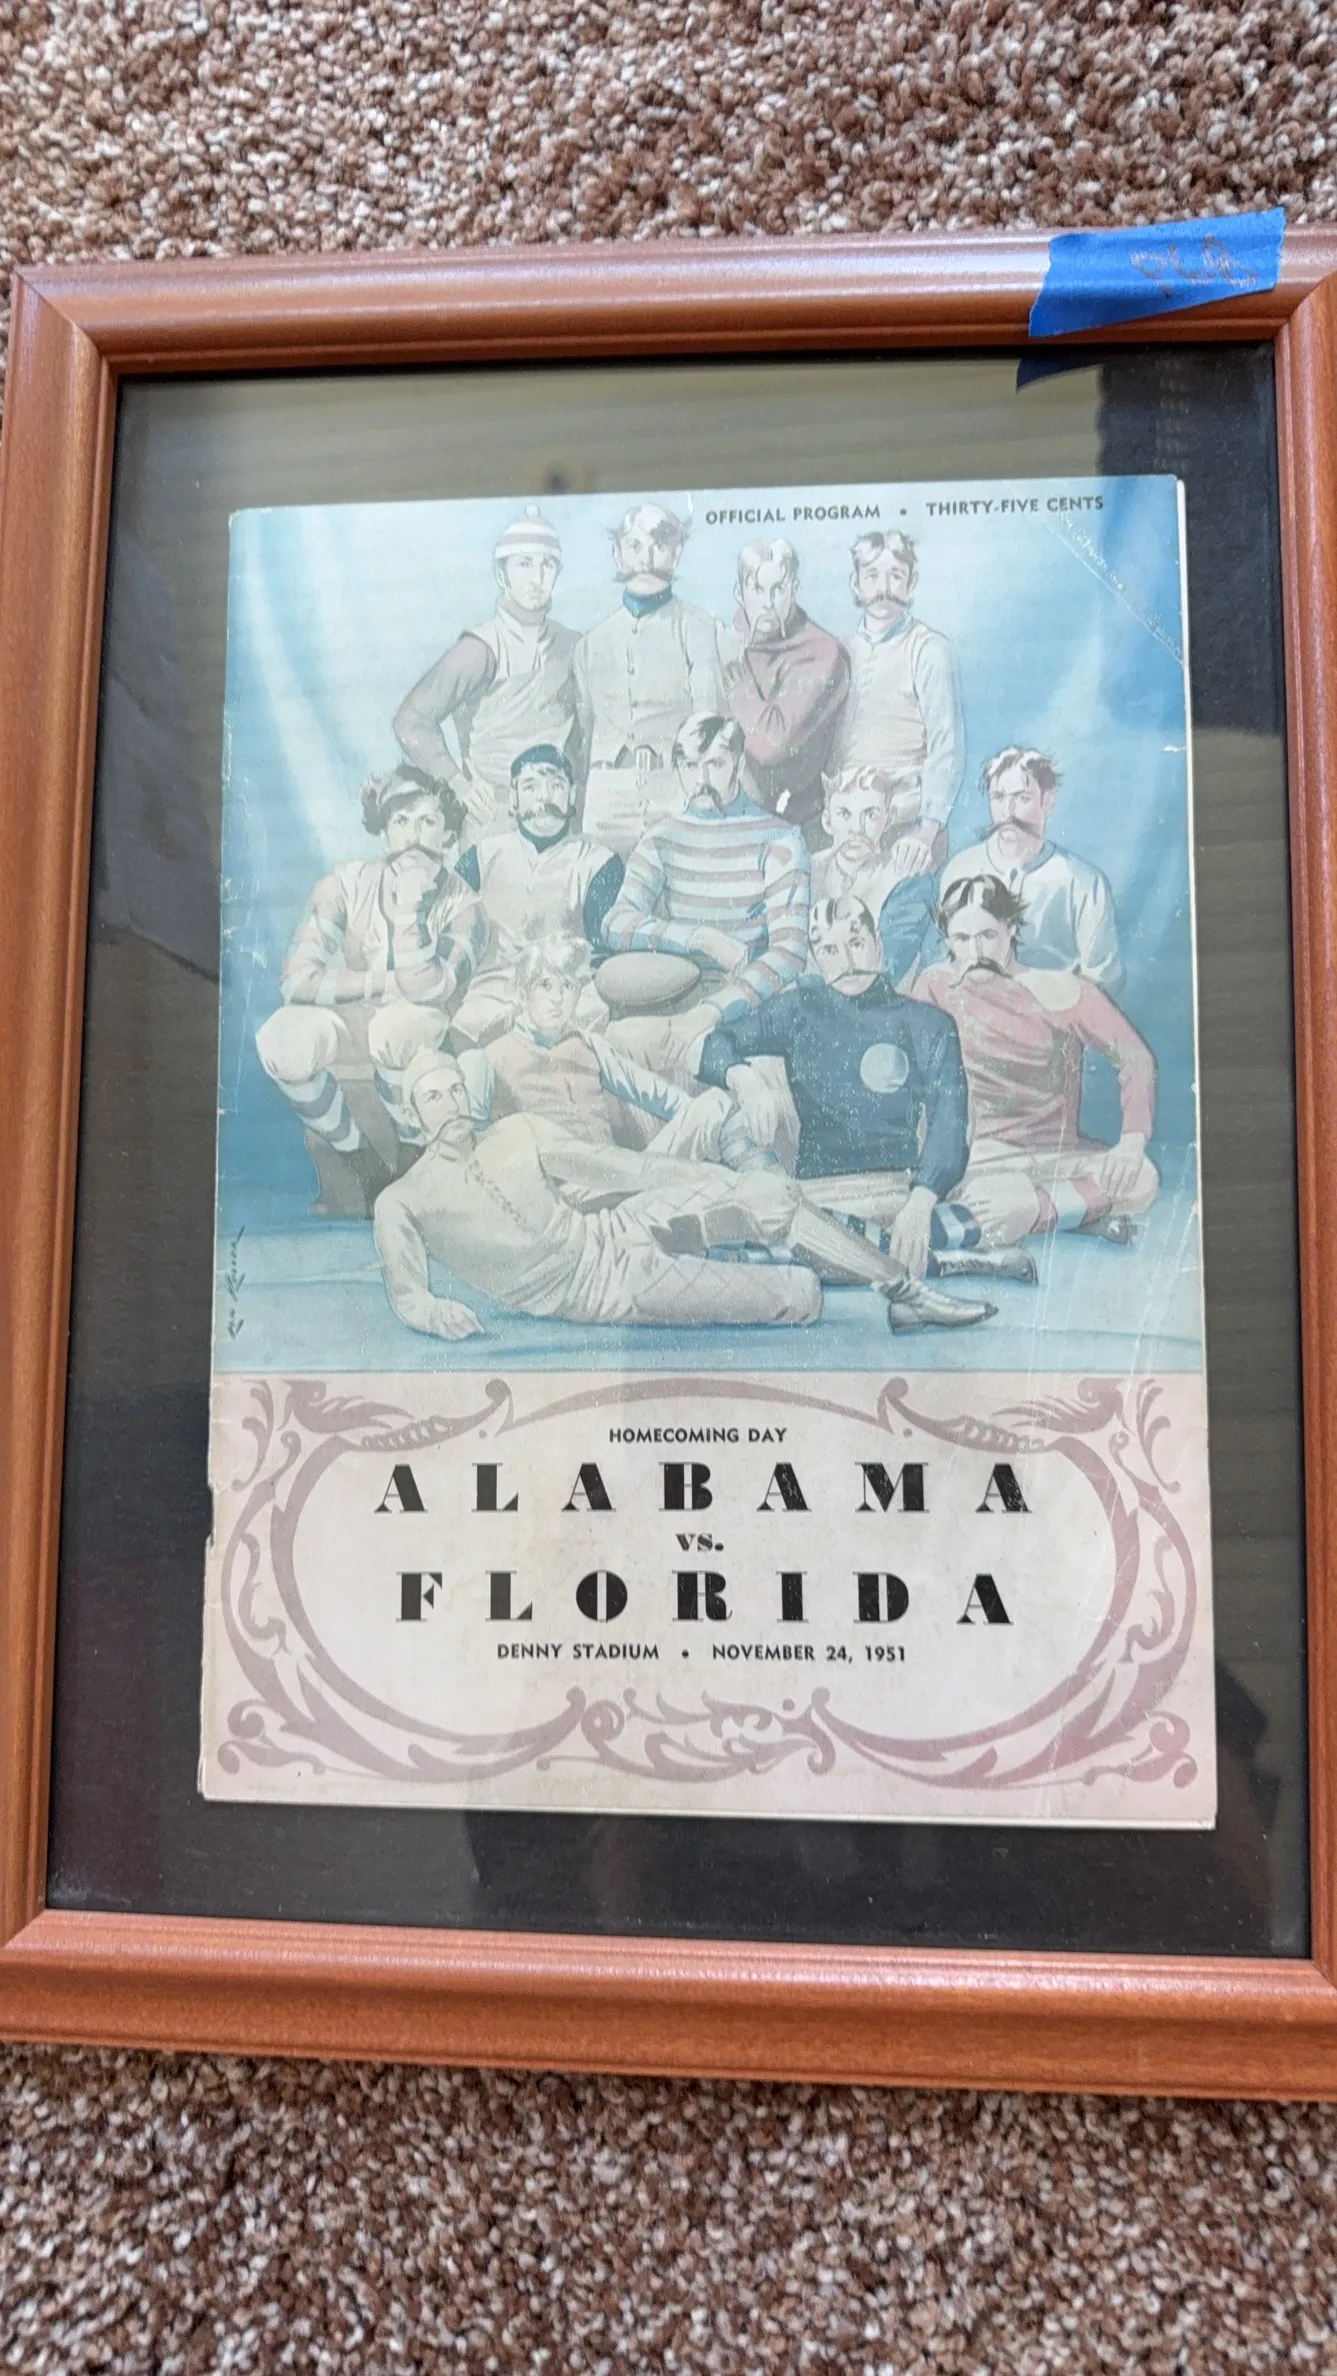 OFFICIAL PROGRAM • THIRTY-FIVE CENTS
HOMECOMING DAY
ALABAMA
vs.
FLORIDA
DENNY STADIUM • NOVEMBER 24, 1951